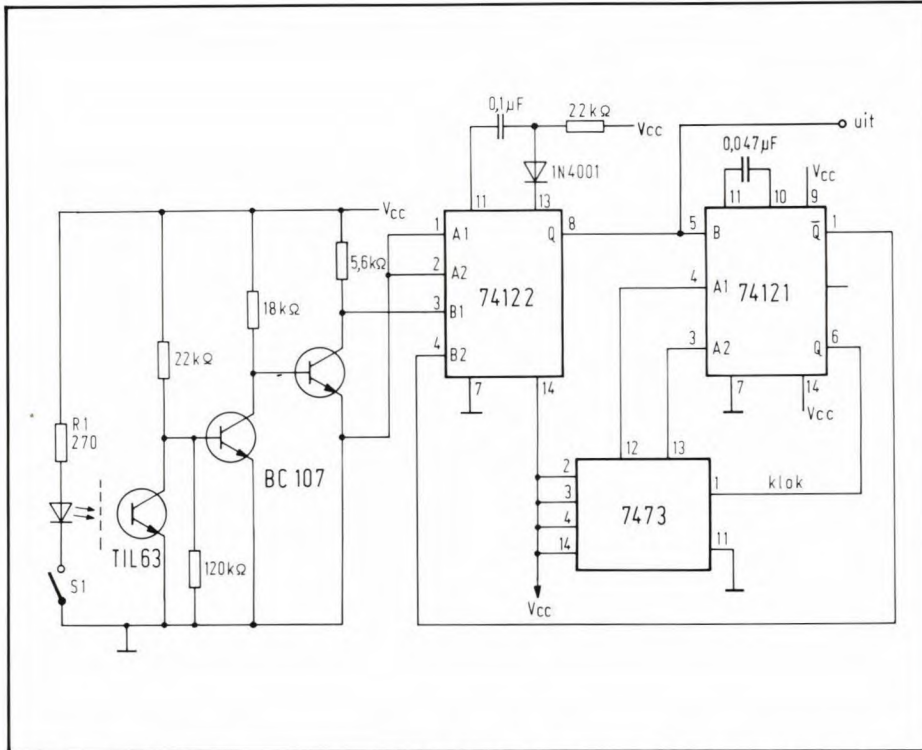 0,1µF
22kΩ
Vcc
uit
0,047µF
Vcc
1N4001
11
13
11
10
9
Vcc
1
A1
Q
8
5
B
Q̅
1
5,6kΩ
2
A2
74122
4
A1
74121
18kΩ
3
B1
22kΩ
4
B2
3
A2
Q
6
7
14
7
14
Vcc
R1
270
BC 107
12
13
2
1
klok
3
7473
4
11
14
TIL63
120kΩ
S1
Vcc